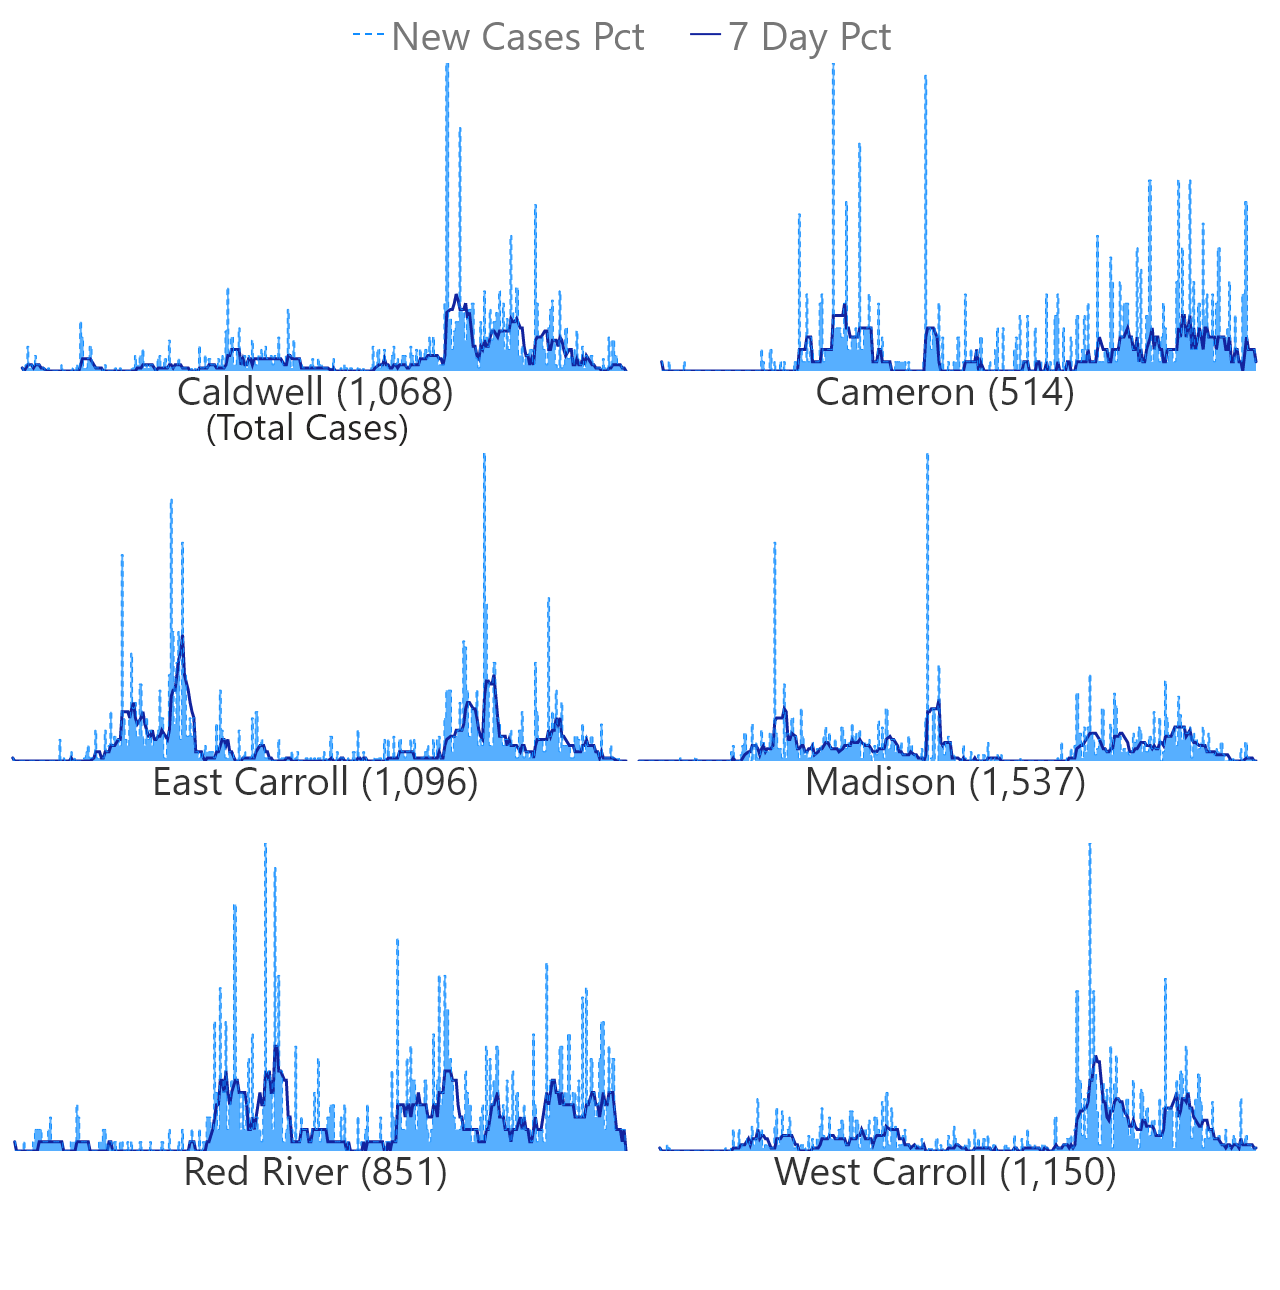 New Cases Pct 7 Day Pct
Caldwell (1,068)
(Total Cases)
Cameron (514)
East Carroll (1,096)
Madison (1,537)
Red River (851)
West Carroll (1,150)